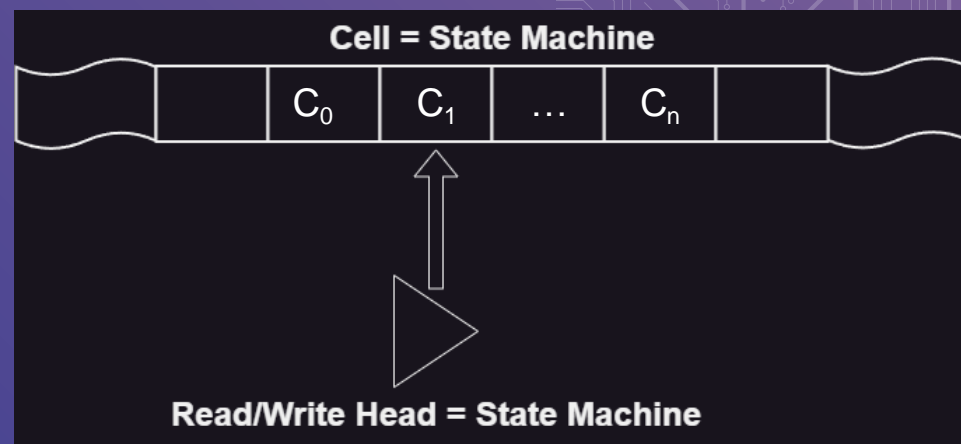 Cell = State Machine
C₀ C₁ ... Cₙ
Read/Write Head = State Machine